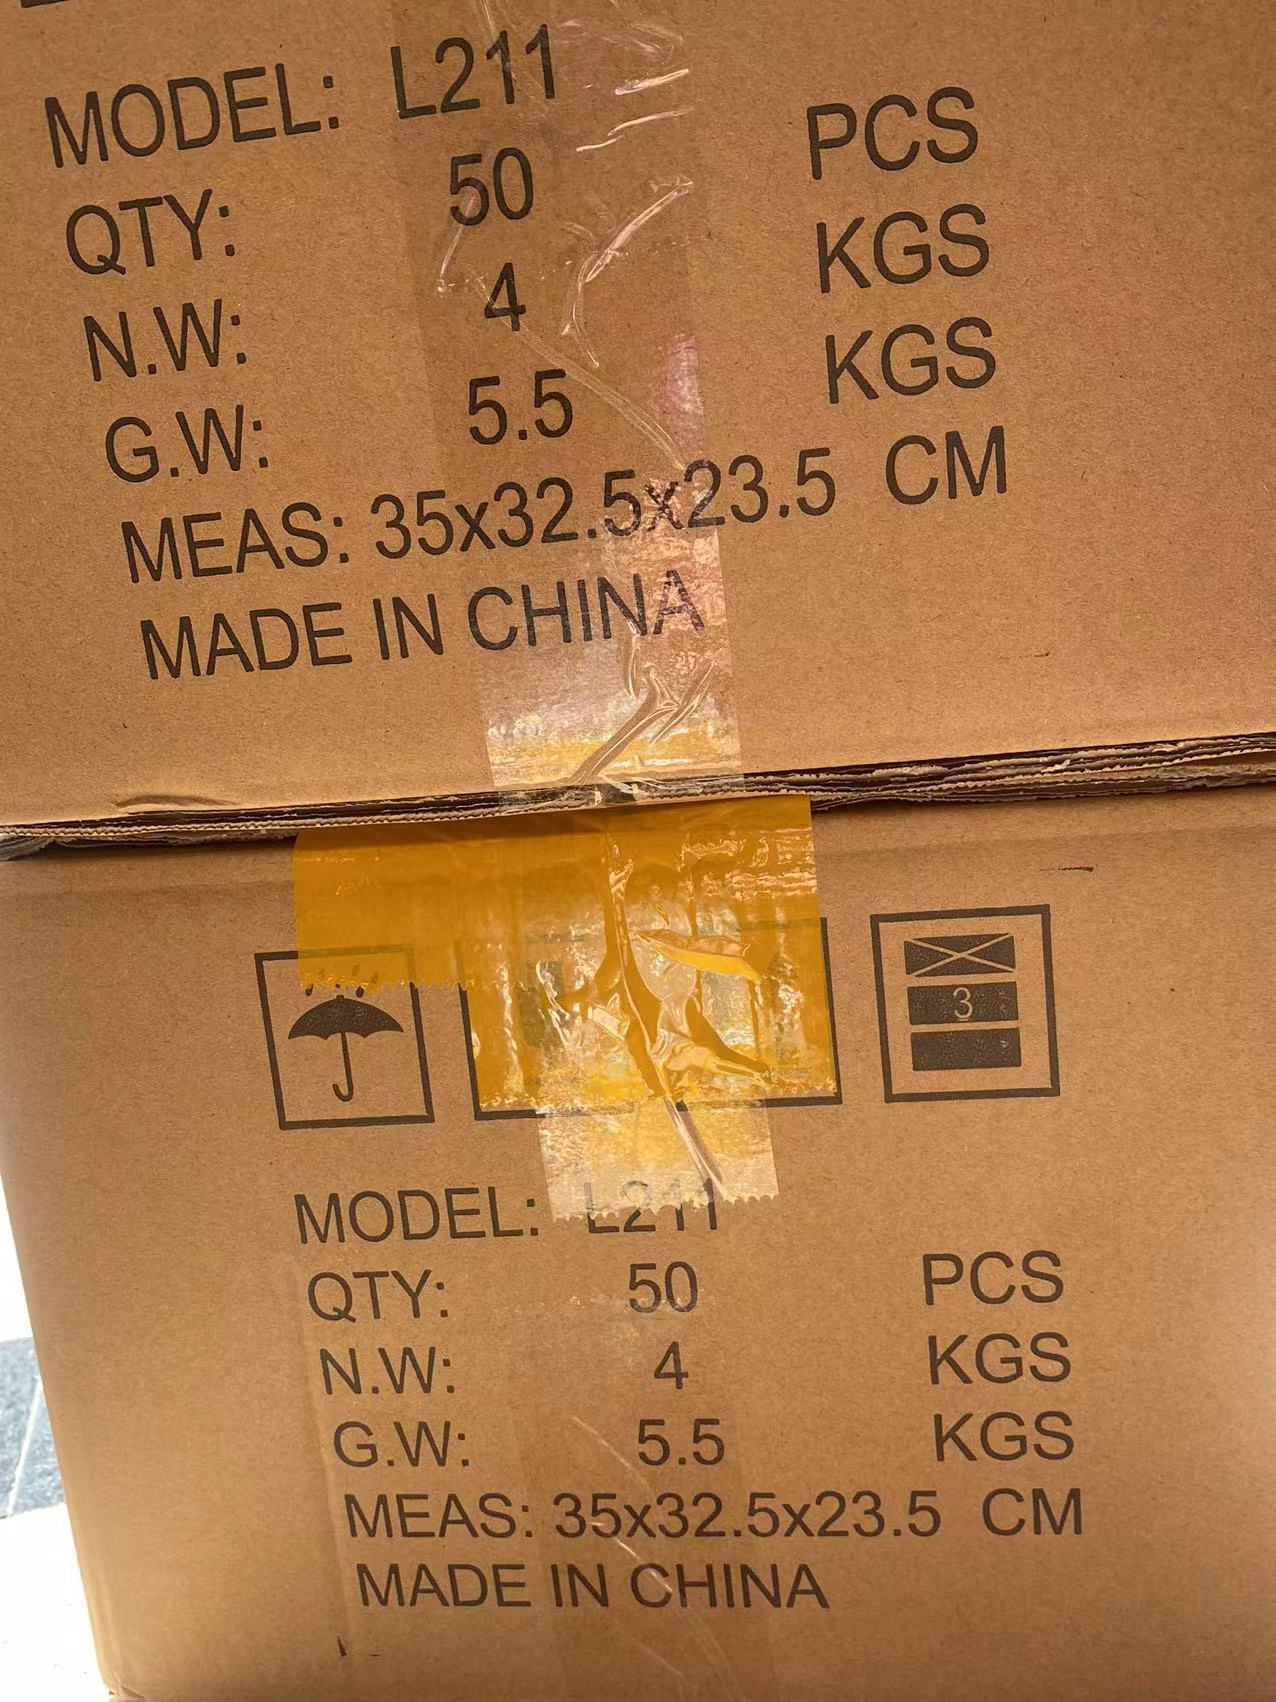 MODEL: L211
QTY: 50 PCS
N.W: 4 KGS
G.W: 5.5 KGS
MEAS: 35x32.5x23.5 CM
MADE IN CHINA
3
MODEL: L211
QTY: 50 PCS
N.W: 4 KGS
G.W: 5.5 KGS
MEAS: 35x32.5x23.5 CM
MADE IN CHINA